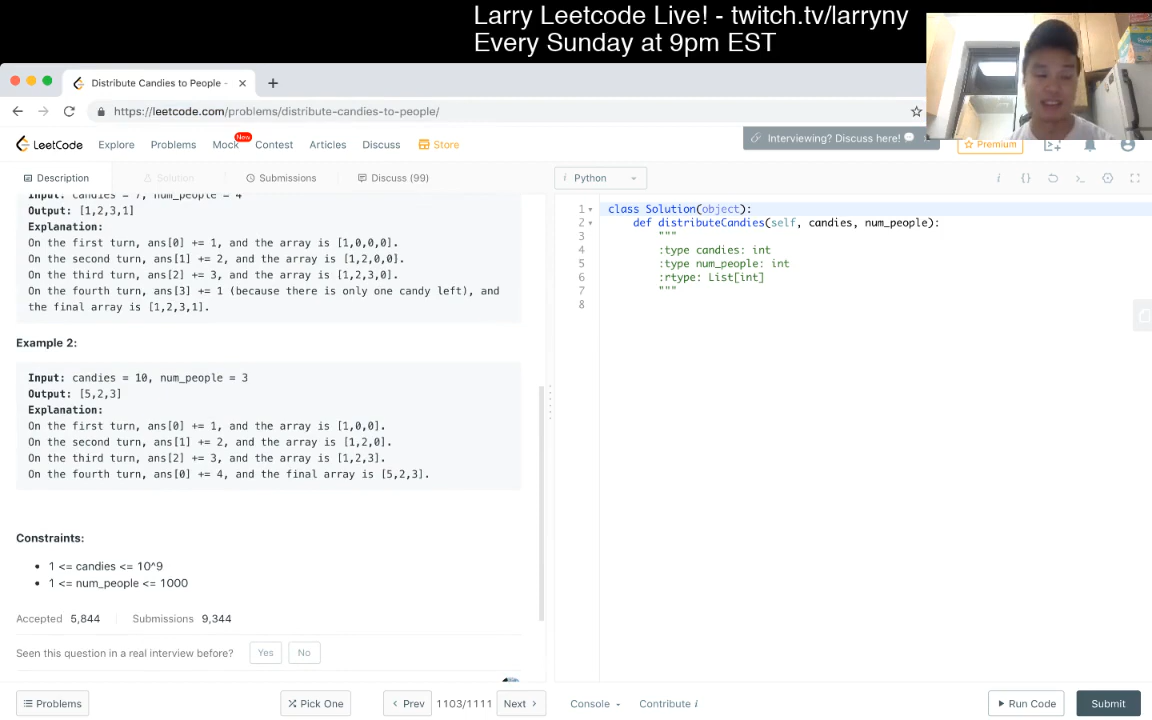 Larry Leetcode Live! - twitch.tv/larryny
Every Sunday at 9pm EST
Distribute Candies to People -
https://leetcode.com/problems/distribute-candies-to-people/
LeetCode Explore Problems Mock New Contest Articles Discuss Store Interviewing? Discuss here! Premium
Description Solution Submissions Discuss (99) i Python
Input: candies = 7, num_people = 4
Output: [1,2,3,1]
Explanation:
On the first turn, ans[0] += 1, and the array is [1,0,0,0].
On the second turn, ans[1] += 2, and the array is [1,2,0,0].
On the third turn, ans[2] += 3, and the array is [1,2,3,0].
On the fourth turn, ans[3] += 1 (because there is only one candy left), and
the final array is [1,2,3,1].
Example 2:
Input: candies = 10, num_people = 3
Output: [5,2,3]
Explanation:
On the first turn, ans[0] += 1, and the array is [1,0,0].
On the second turn, ans[1] += 2, and the array is [1,2,0].
On the third turn, ans[2] += 3, and the array is [1,2,3].
On the fourth turn, ans[0] += 4, and the final array is [5,2,3].
Constraints:
1 <= candies <= 10^9
1 <= num_people <= 1000
Accepted 5,844 Submissions 9,344
Seen this question in a real interview before? Yes No
1 class Solution(object):
2 def distributeCandies(self, candies, num_people):
3 """
4 :type candies: int
5 :type num_people: int
6 :rtype: List[int]
7 """
8
Problems Pick One < Prev 1103/1111 Next > Console Contribute i Run Code Submit